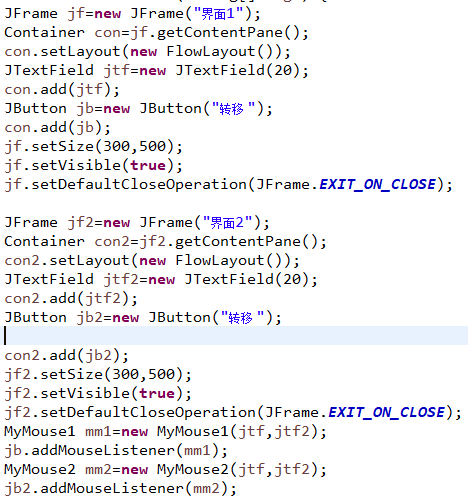 JFrame jf=new JFrame("界面1");
Container con=jf.getContentPane();
con.setLayout(new FlowLayout());
JTextField jtf=new JTextField(20);
con.add(jtf);
JButton jb=new JButton("转移");
con.add(jb);
jf.setSize(300,500);
jf.setVisible(true);
jf.setDefaultCloseOperation(JFrame.EXIT_ON_CLOSE);
JFrame jf2=new JFrame("界面2");
Container con2=jf2.getContentPane();
con2.setLayout(new FlowLayout());
JTextField jtf2=new JTextField(20);
con2.add(jtf2);
JButton jb2=new JButton("转移");
con2.add(jb2);
jf2.setSize(300,500);
jf2.setVisible(true);
jf2.setDefaultCloseOperation(JFrame.EXIT_ON_CLOSE);
MyMouse1 mm1=new MyMouse1(jtf,jtf2);
jb.addMouseListener(mm1);
MyMouse2 mm2=new MyMouse2(jtf,jtf2);
jb2.addMouseListener(mm2);